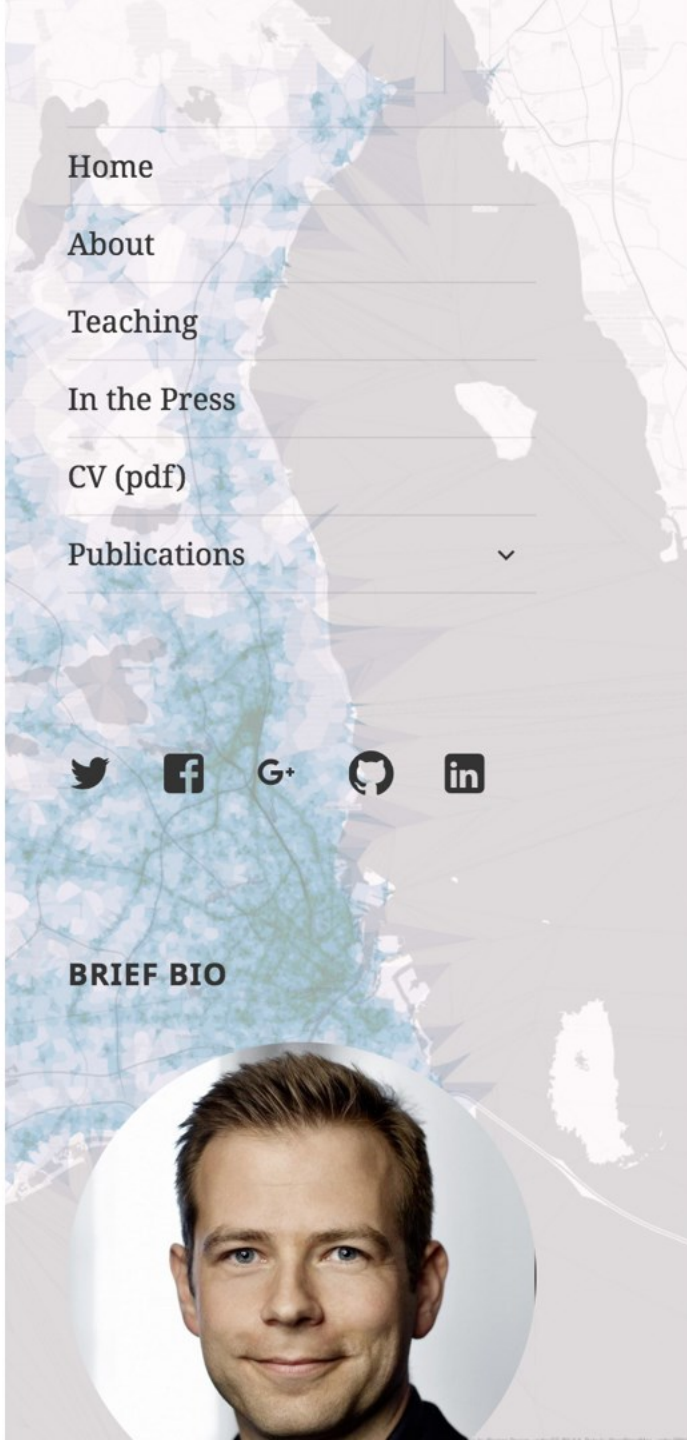 Home
About
Teaching
In the Press
CV (pdf)
Publications
BRIEF BIO